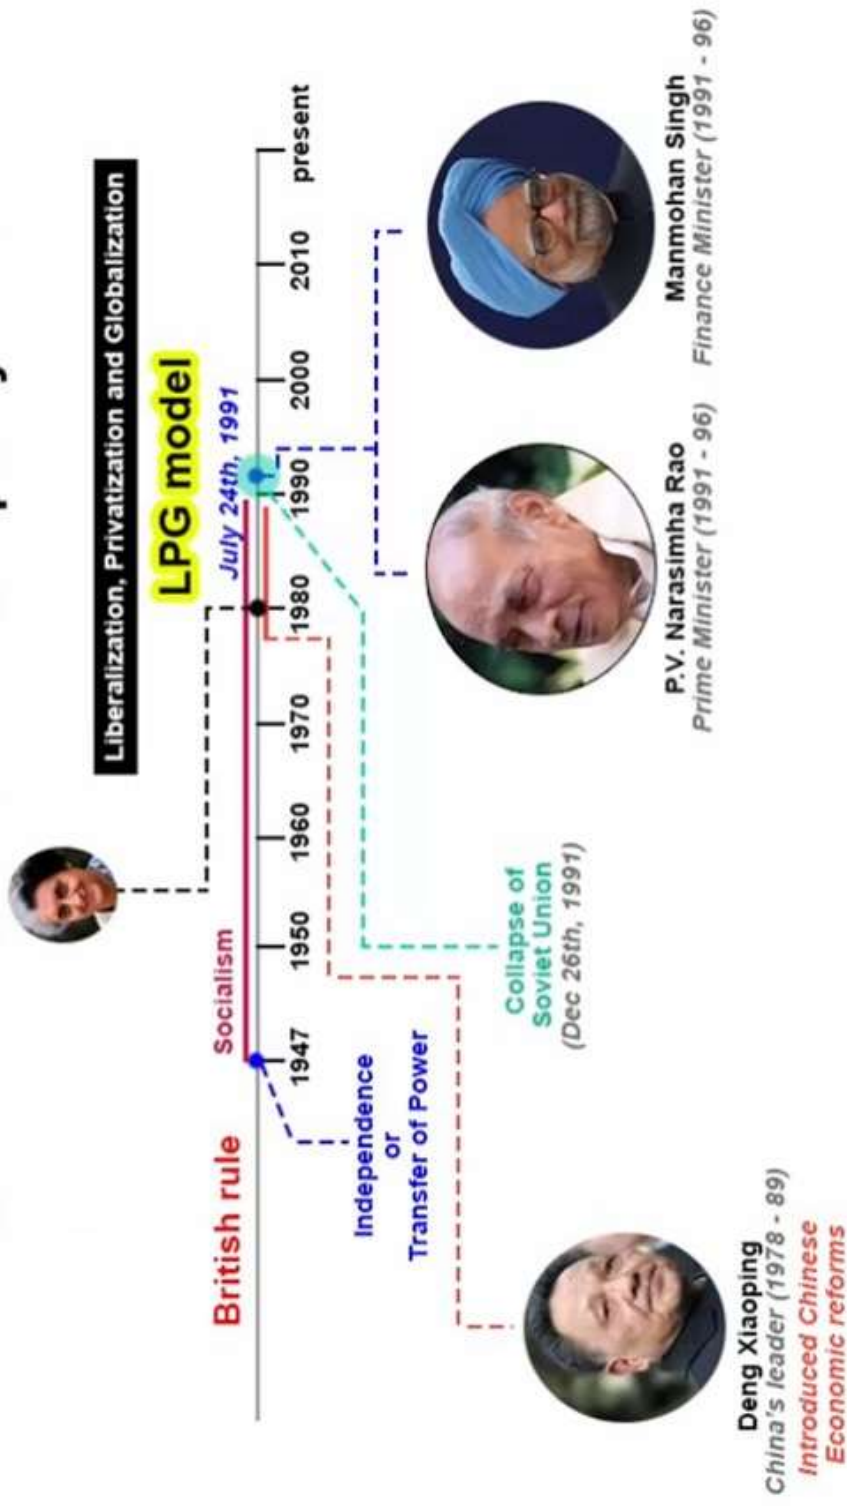 Liberalization, Privatization and Globalization
LPG model
July 24th, 1991
British rule
Socialism
1947
1950
1960
1970
1980
1990
2000
2010
present
Independence
or
Transfer of Power
Collapse of
Soviet Union
(Dec 26th, 1991)
Deng Xiaoping
China's leader (1978 - 89)
Introduced Chinese
Economic reforms
P.V. Narasimha Rao
Prime Minister (1991 - 96)
Manmohan Singh
Finance Minister (1991 - 96)